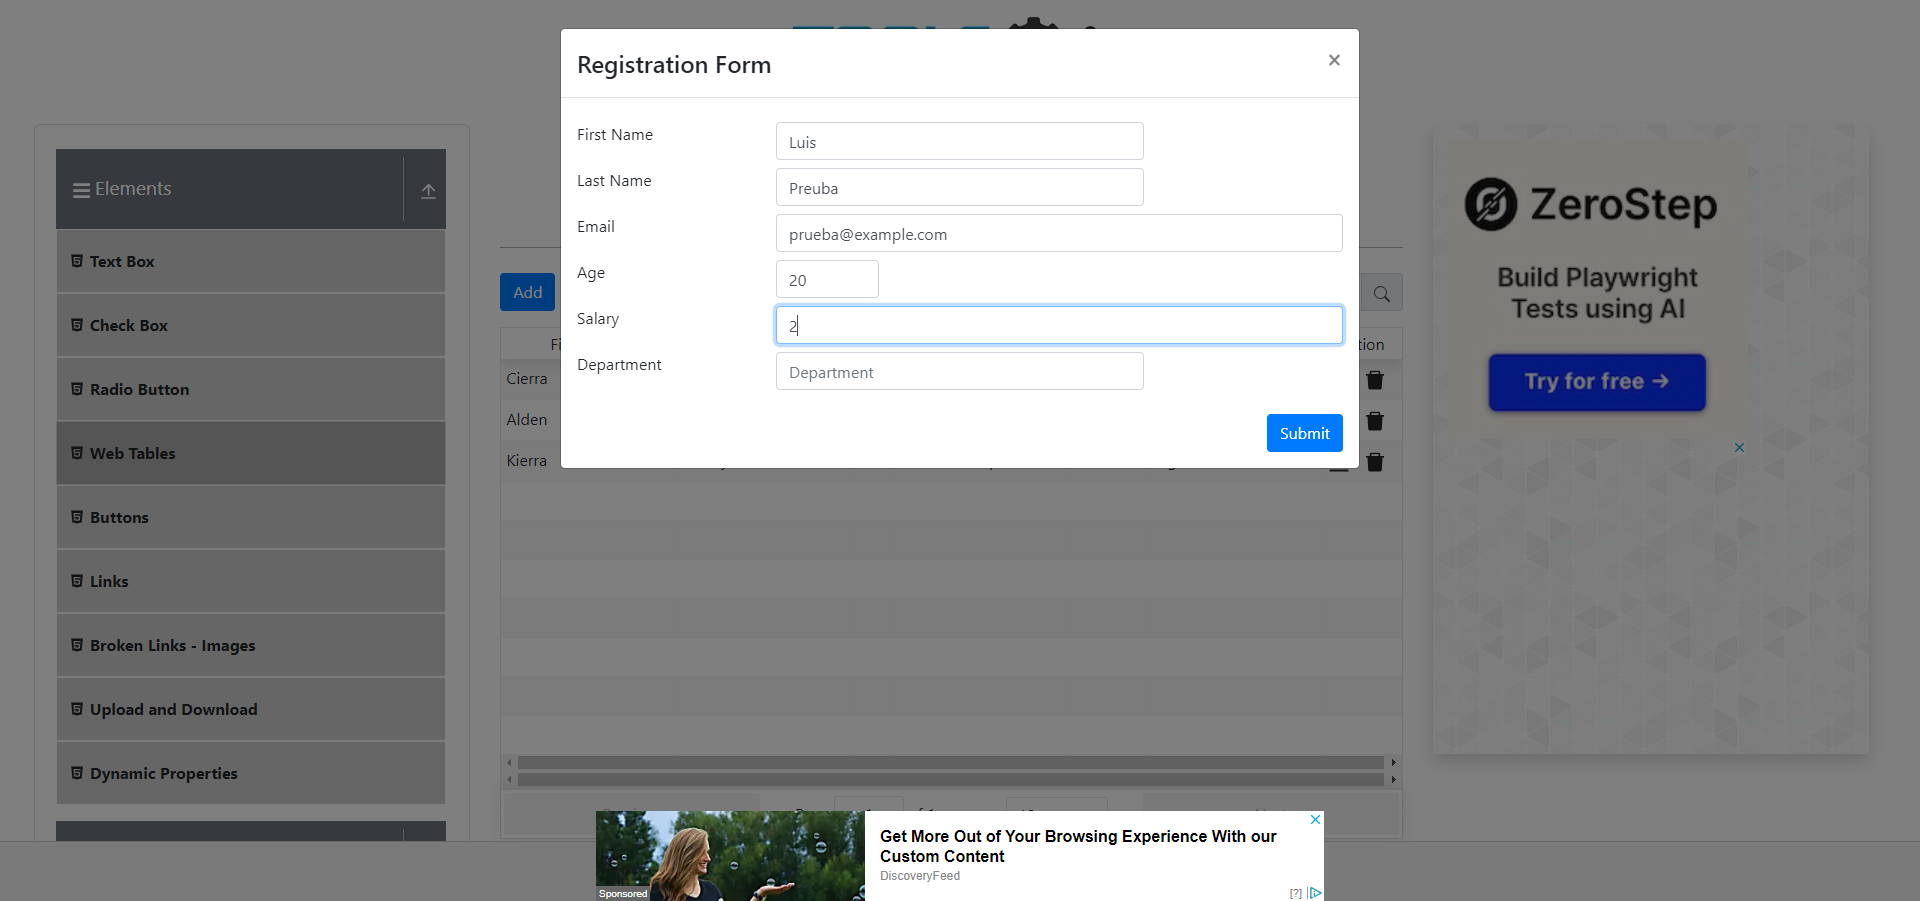 Registration Form
×
First Name
Luis
Last Name
Preuba
Email
prueba@example.com
Age
20
Salary
2
Department
Department
Submit
Elements
Text Box
Check Box
Radio Button
Web Tables
Buttons
Links
Broken Links - Images
Upload and Download
Dynamic Properties
Add
Fi
tion
Cierra
Alden
Kierra
ZeroStep
Build Playwright
Tests using AI
Try for free →
Get More Out of Your Browsing Experience With our
Custom Content
DiscoveryFeed
Sponsored
[?]